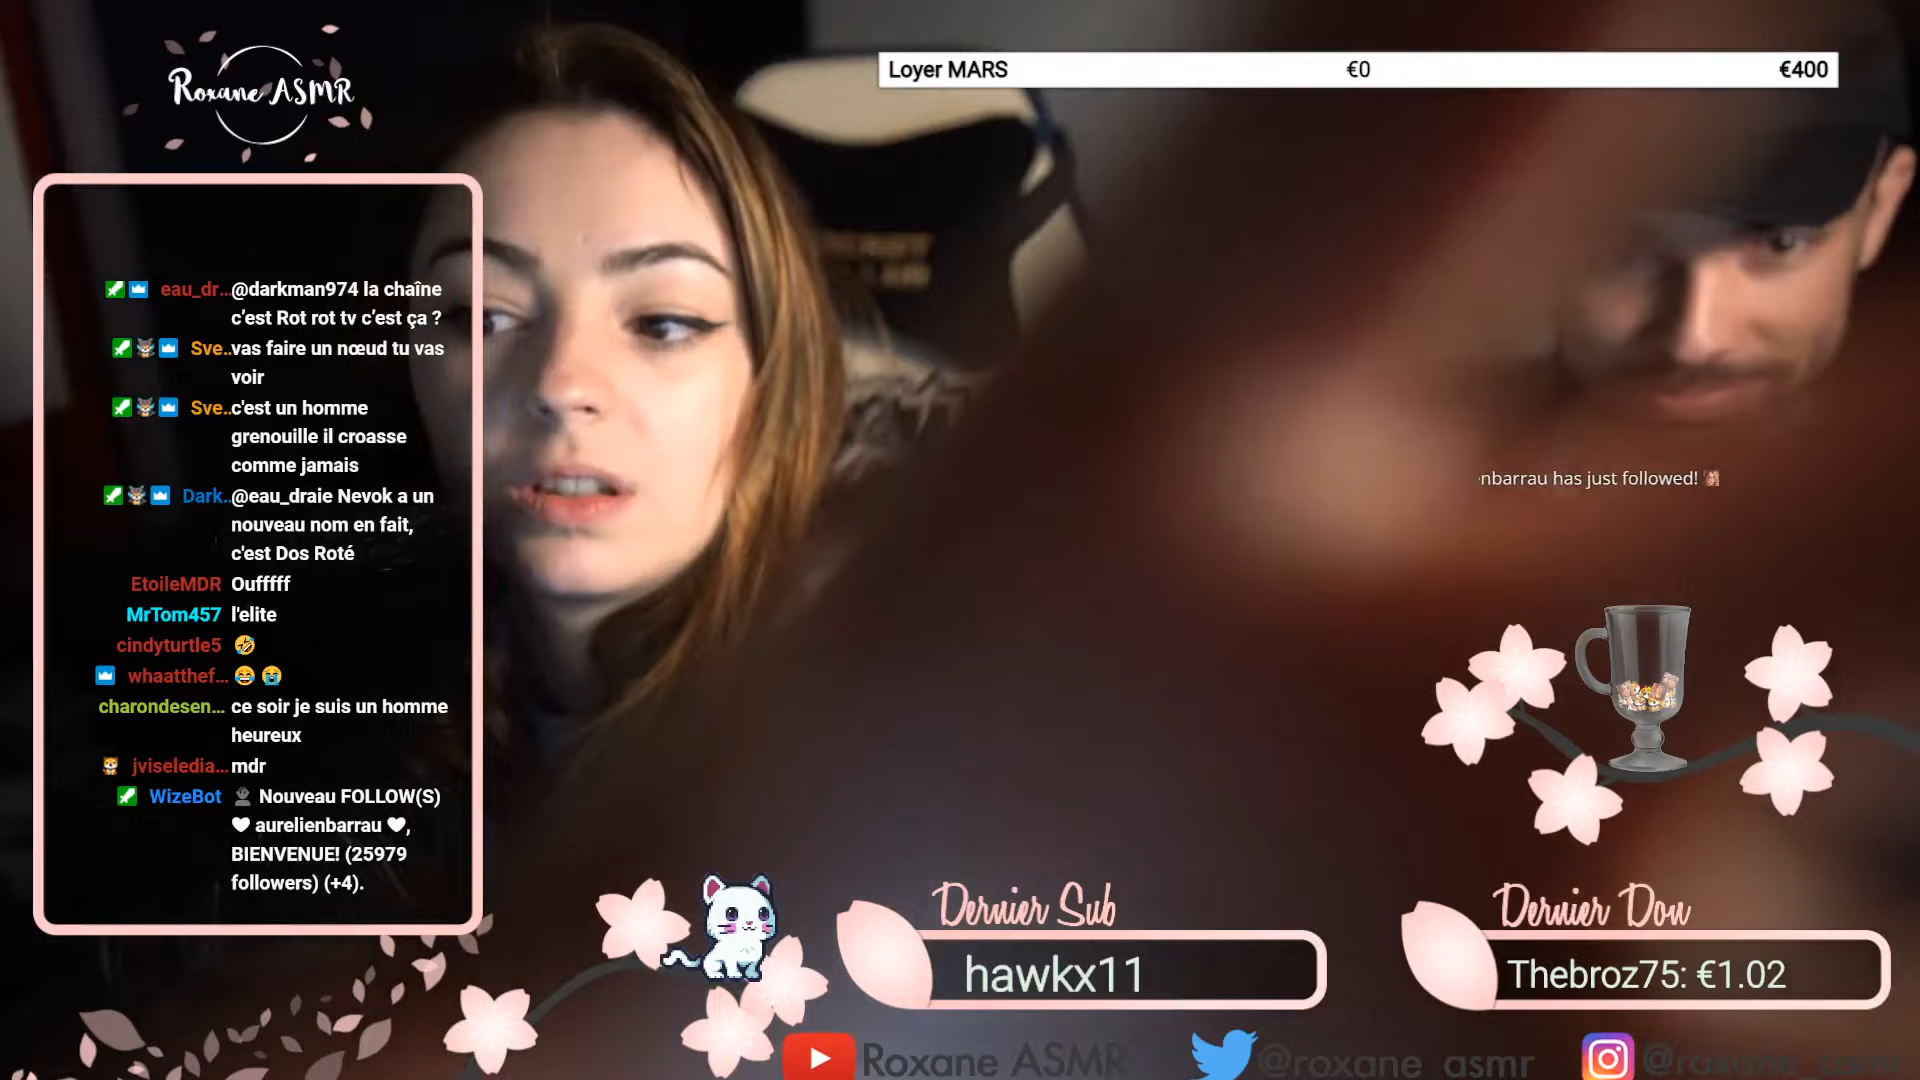 Roxane ASMR
Loyer MARS €0 €400
eau_dr...@darkman974 la chaîne
c’est Rot rot tv c’est ça ?
Sve..vas faire un nœud tu vas
voir
Sve..c'est un homme
grenouille il croasse
comme jamais
Dark..@eau_draie Nevok a un
nouveau nom en fait,
c'est Dos Roté
EtoileMDR Oufffff
MrTom457 l'elite
cindyturtle5 🤣
whaatthef... 😂 😭
charondesen... ce soir je suis un homme
heureux
jviseledia... mdr
WizeBot Nouveau FOLLOW(S)
🤍 aurelienbarrau 🤍,
BIENVENUE! (25979
followers) (+4).
enbarrau has just followed!
Dernier Sub
hawkx11
Dernier Don
Thebroz75: €1.02
Roxane ASMR
@roxane_asmr
@roxane_asmr